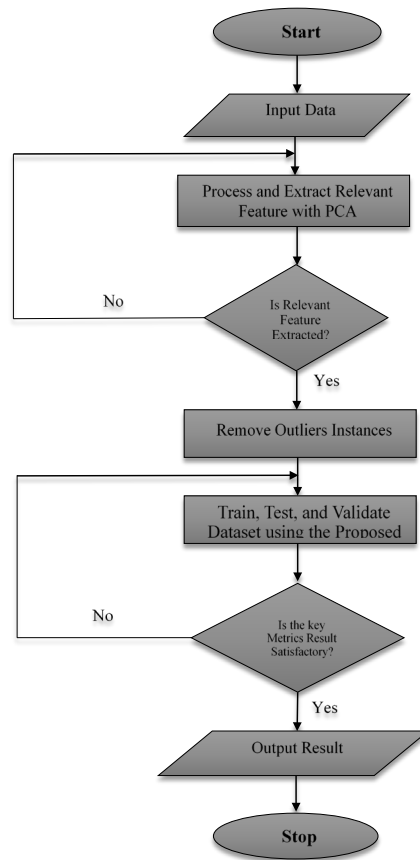 Start
Input Data
Process and Extract Relevant
Feature with PCA
Is Relevant
Feature
Extracted?
No
Yes
Remove Outliers Instances
Train, Test, and Validate
Dataset using the Proposed
Is the key
Metrics Result
Satisfactory?
No
Yes
Output Result
Stop